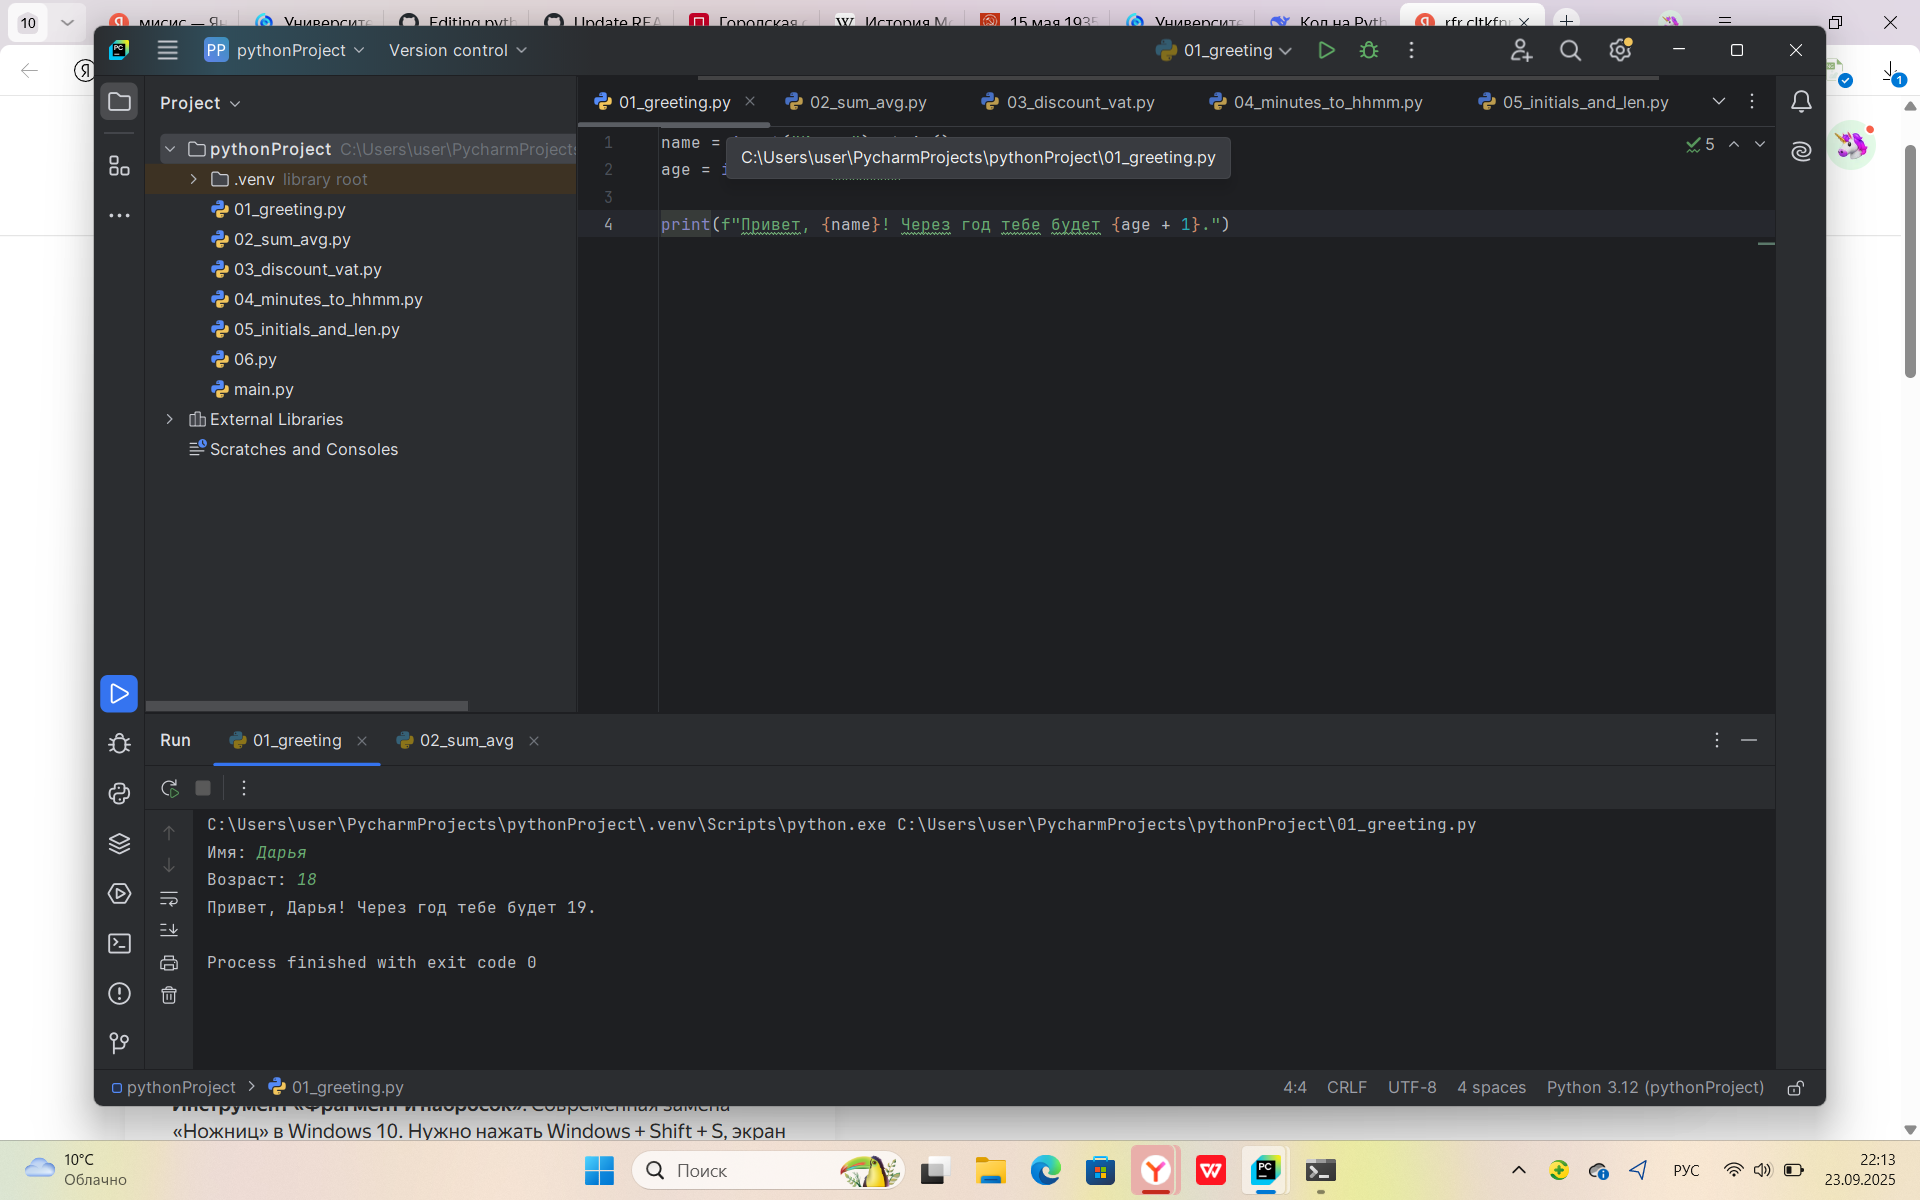 10
мисис — Ян
Университе
Editing pyth
Update REA
Городская с
История Мо
15 мая 1935
Университе
Код на Pyth
rfr cltkfn
PP pythonProject
Version control
01_greeting
Project
01_greeting.py
02_sum_avg.py
03_discount_vat.py
04_minutes_to_hhmm.py
05_initials_and_len.py
pythonProject C:\Users\user\PycharmProjects
.venv library root
01_greeting.py
02_sum_avg.py
03_discount_vat.py
04_minutes_to_hhmm.py
05_initials_and_len.py
06.py
main.py
External Libraries
Scratches and Consoles
1 name =
C:\Users\user\PycharmProjects\pythonProject\01_greeting.py
5
2 age =
3
4 print(f"Привет, {name}! Через год тебе будет {age + 1}.")
Run
01_greeting
02_sum_avg
C:\Users\user\PycharmProjects\pythonProject\.venv\Scripts\python.exe C:\Users\user\PycharmProjects\pythonProject\01_greeting.py
Имя: Дарья
Возраст: 18
Привет, Дарья! Через год тебе будет 19.
Process finished with exit code 0
pythonProject > 01_greeting.py
4:4 CRLF UTF-8 4 spaces Python 3.12 (pythonProject)
Инструмент «Фрагмент и набросок». Современная замена
«Ножниц» в Windows 10. Нужно нажать Windows + Shift + S, экран
10°C
Облачно
Поиск
РУС
22:13
23.09.2025